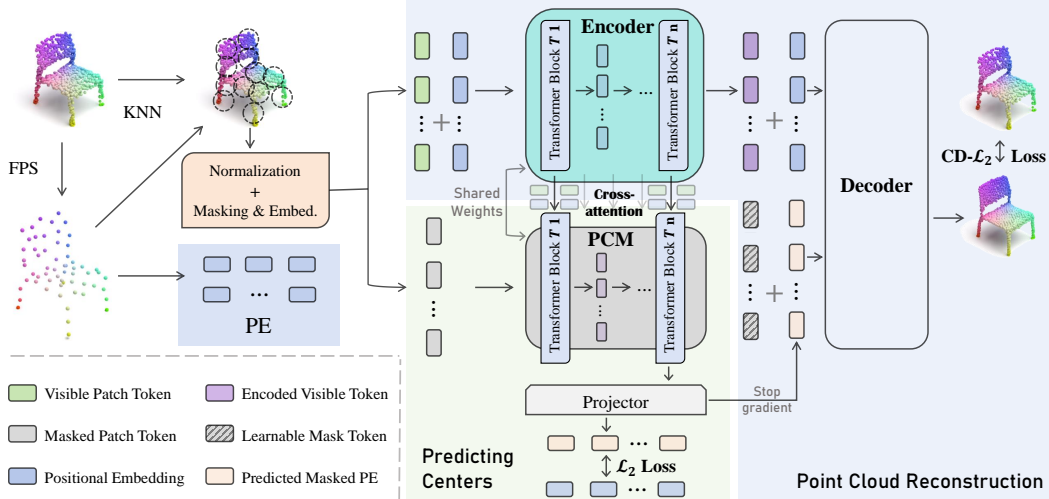 KNN
FPS
Normalization
+
Masking & Embed.
PE
Encoder
Transformer Block T 1
...
Transformer Block T n
Shared
Weights
Cross-
attention
PCM
Transformer Block T 1
...
Transformer Block T n
Projector
Stop
gradient
ℒ₂ Loss
Predicting
Centers
Decoder
CD-ℒ₂ Loss
Point Cloud Reconstruction
Visible Patch Token
Encoded Visible Token
Masked Patch Token
Learnable Mask Token
Positional Embedding
Predicted Masked PE